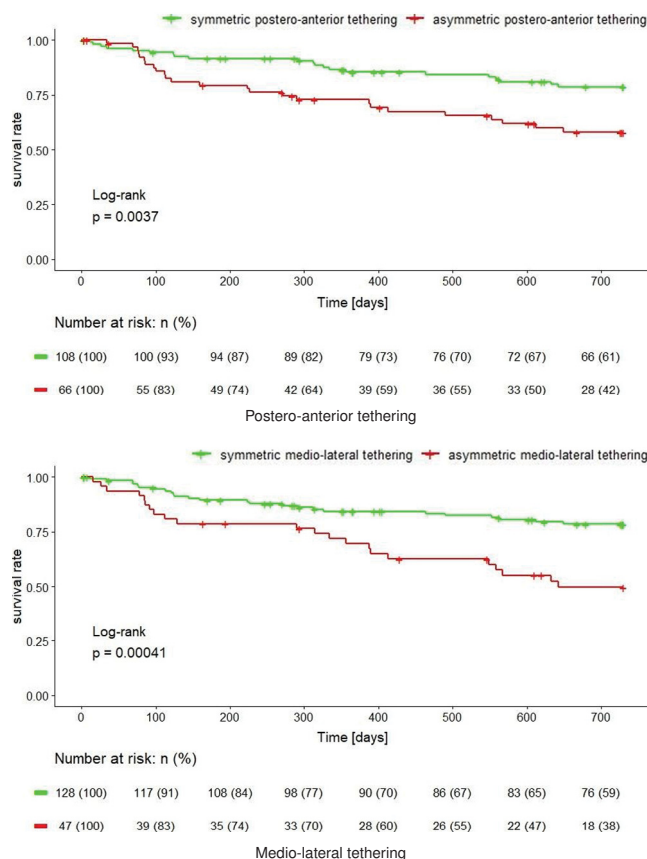 symmetric postero-anterior tethering asymmetric postero-anterior tethering
1.00
0.75
0.50
0.25
0.00
survival rate
Log-rank
p = 0.0037
0 100 200 300 400 500 600 700
Time [days]
Number at risk: n (%)
108 (100) 100 (93) 94 (87) 89 (82) 79 (73) 76 (70) 72 (67) 66 (61)
66 (100) 55 (83) 49 (74) 42 (64) 39 (59) 36 (55) 33 (50) 28 (42)
Postero-anterior tethering
symmetric medio-lateral tethering asymmetric medio-lateral tethering
1.00
0.75
0.50
0.25
0.00
survival rate
Log-rank
p = 0.00041
0 100 200 300 400 500 600 700
Time [days]
Number at risk: n (%)
128 (100) 117 (91) 108 (84) 98 (77) 90 (70) 86 (67) 83 (65) 76 (59)
47 (100) 39 (83) 35 (74) 33 (70) 28 (60) 26 (55) 22 (47) 18 (38)
Medio-lateral tethering